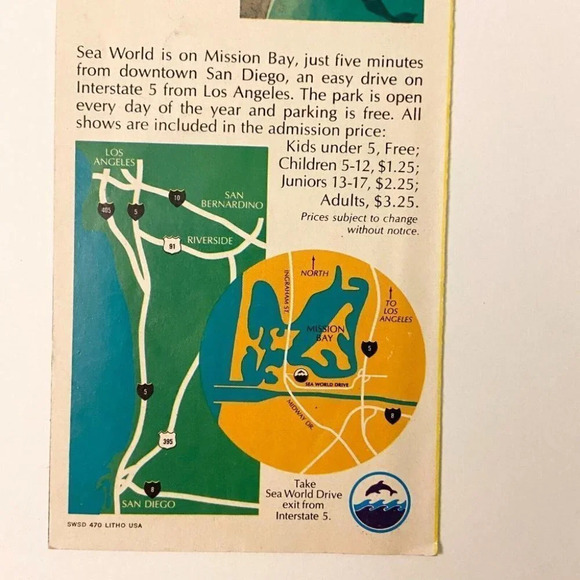 Sea World is on Mission Bay, just five minutes
from downtown San Diego, an easy drive on
Interstate 5 from Los Angeles. The park is open
every day of the year and parking is free. All
shows are included in the admission price:
Kids under 5, Free;
Children 5-12, $1.25;
Juniors 13-17, $2.25;
Adults, $3.25.
Prices subject to change
without notice.
LOS
ANGELES
10
SAN
BERNARDINO
405
5
91
RIVERSIDE
5
395
8
SAN DIEGO
NORTH
INGRAHAM ST.
TO
LOS
ANGELES
MISSION
BAY
5
SEA WORLD DRIVE
MIDWAY DR.
8
Take
Sea World Drive
exit from
Interstate 5.
SWSD 470 LITHO USA